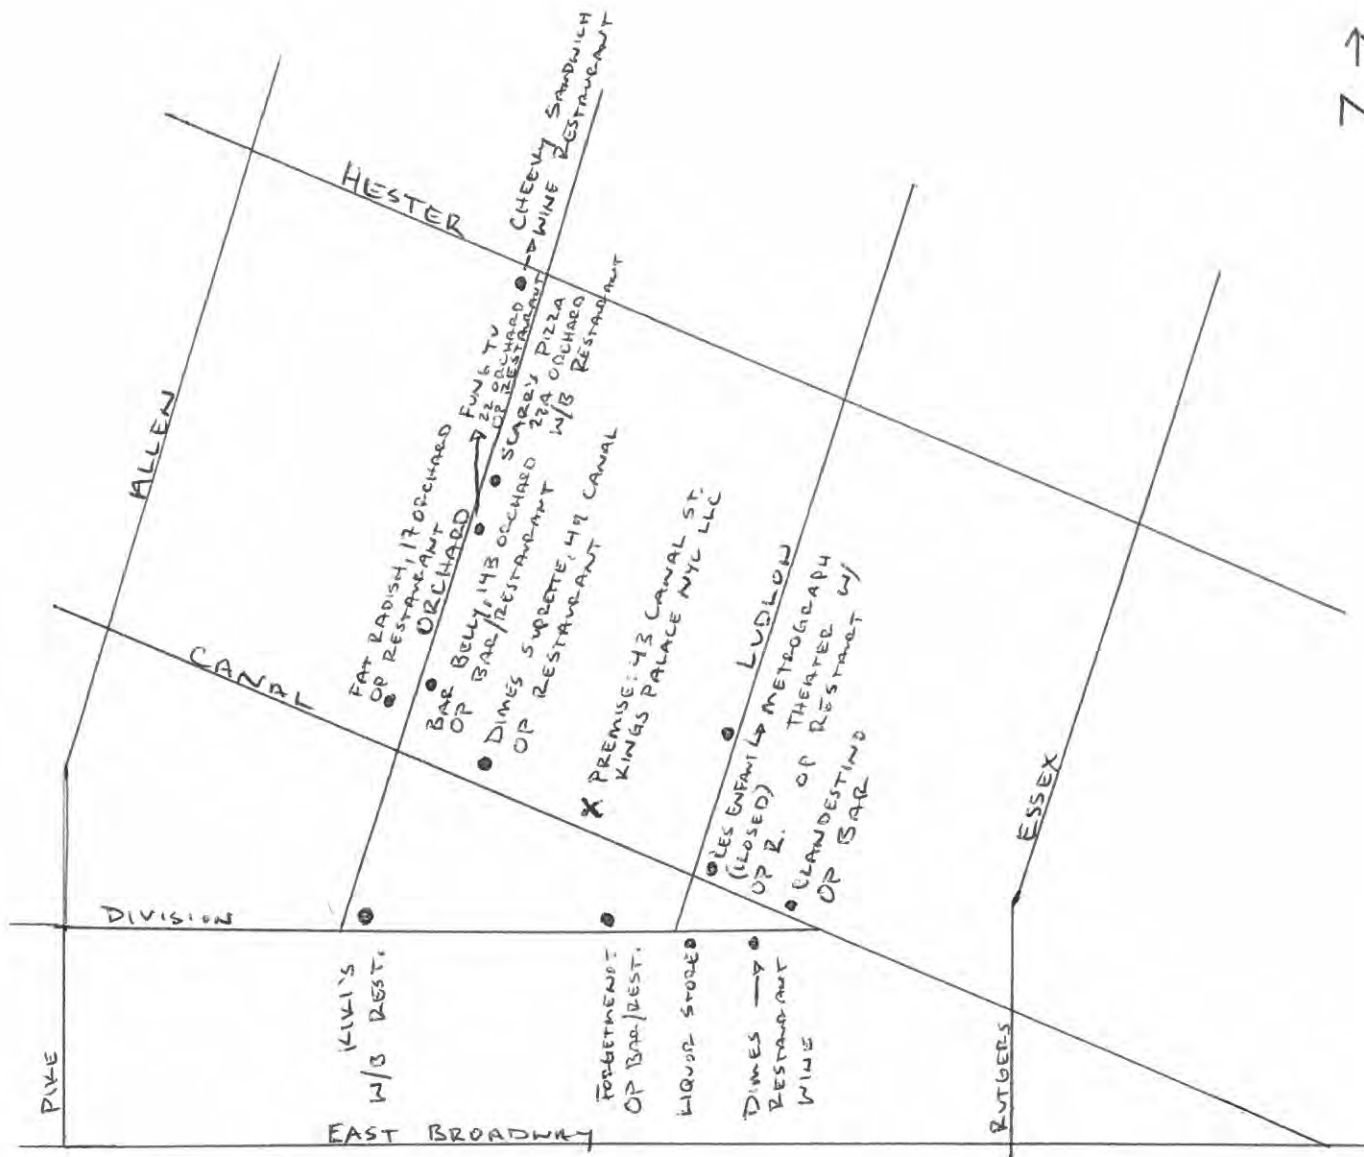 HESTER
ALLEN
CANAL
DIVISION
PIKE
EAST BROADWAY
RUTGERS
ESSEX
LUDLOW
ORCHARD
CHEEKY SANDWICH
WINE RESTAURANT
FUNG TU
22 ORCHARD
OP RESTAURANT
SCARR'S PIZZA
22A ORCHARD
W/B RESTAURANT
FAT RADISH, 17 ORCHARD
OP RESTAURANT
BAR BELLY, 14B ORCHARD
OP BAR/RESTAURANT
DIMES SUPRETTE, 49 CANAL
OP RESTAURANT
X PREMISE: 43 CANAL ST.
KINGS PALACE NYC LLC
LES ENFANT
(CLOSED)
OP R.
METROGRAPH
THEATER
OP RESTAURT W/
CLANDESTINO
OP BAR
KIKI'S
W/B REST.
FORGETMENOT
OP BAR/REST.
LIQUOR STORE
DIMES
RESTAURANT
WINE